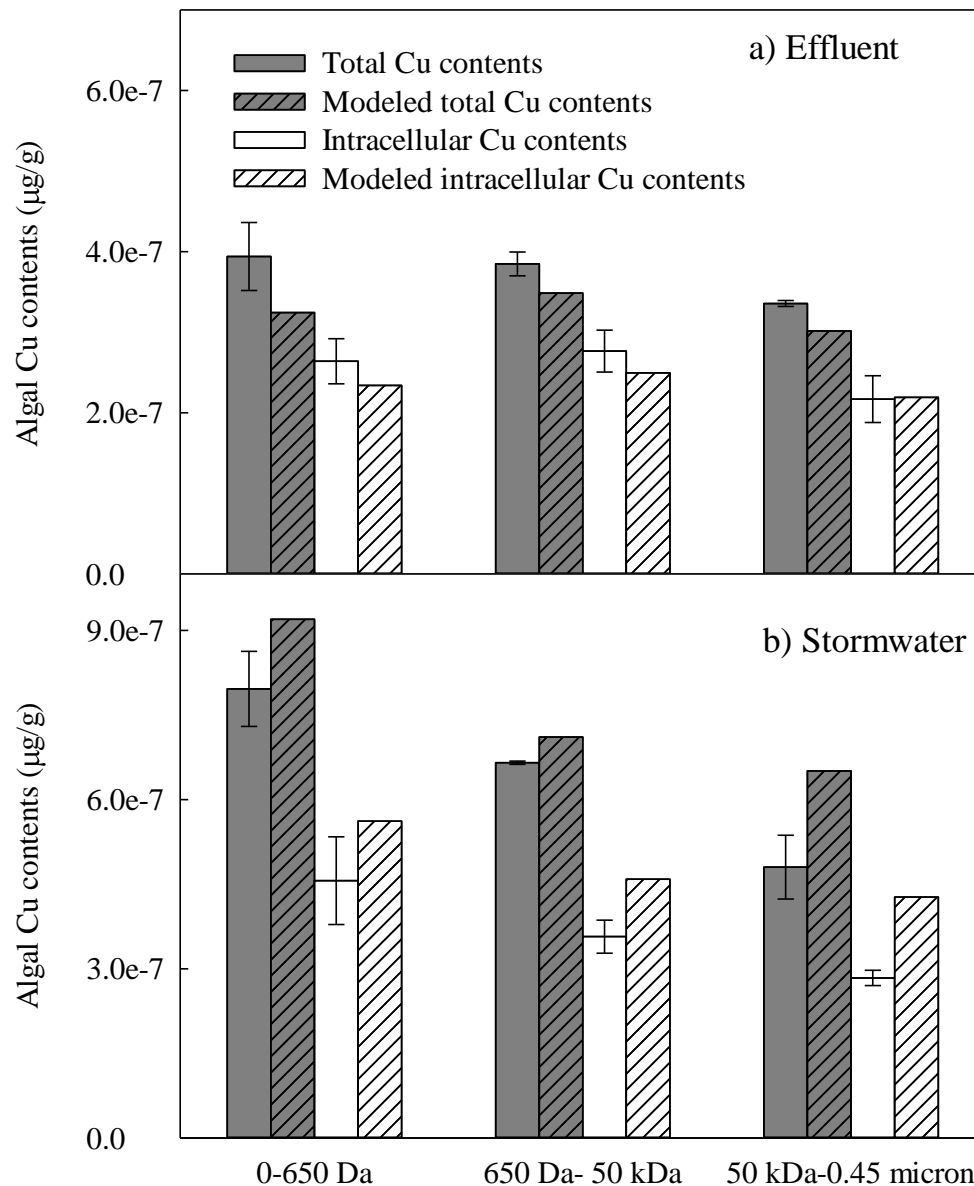 a) Effluent
Total Cu contents
Modeled total Cu contents
Intracellular Cu contents
Modeled intracellular Cu contents
Algal Cu contents (µg/g)
6.0e-7
4.0e-7
2.0e-7
0.0
b) Stormwater
Algal Cu contents (µg/g)
9.0e-7
6.0e-7
3.0e-7
0.0
0-650 Da
650 Da- 50 kDa
50 kDa-0.45 micron